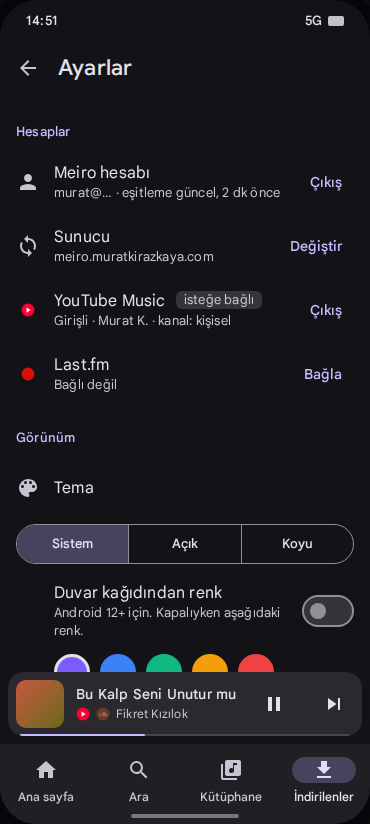 14:51
5G
Ayarlar
Hesaplar
Meiro hesabı
murat@... · eşitleme güncel, 2 dk önce
Çıkış
Sunucu
meiro.muratkirazkaya.com
Değiştir
YouTube Music
isteğe bağlı
Girişli · Murat K. · kanal: kişisel
Çıkış
Last.fm
Bağlı değil
Bağla
Görünüm
Tema
Sistem
Açık
Koyu
Duvar kağıdından renk
Android 12+ için. Kapalıyken aşağıdaki
renk.
Bu Kalp Seni Unutur mu
Fikret Kızılok
Ana sayfa
Ara
Kütüphane
İndirilenler